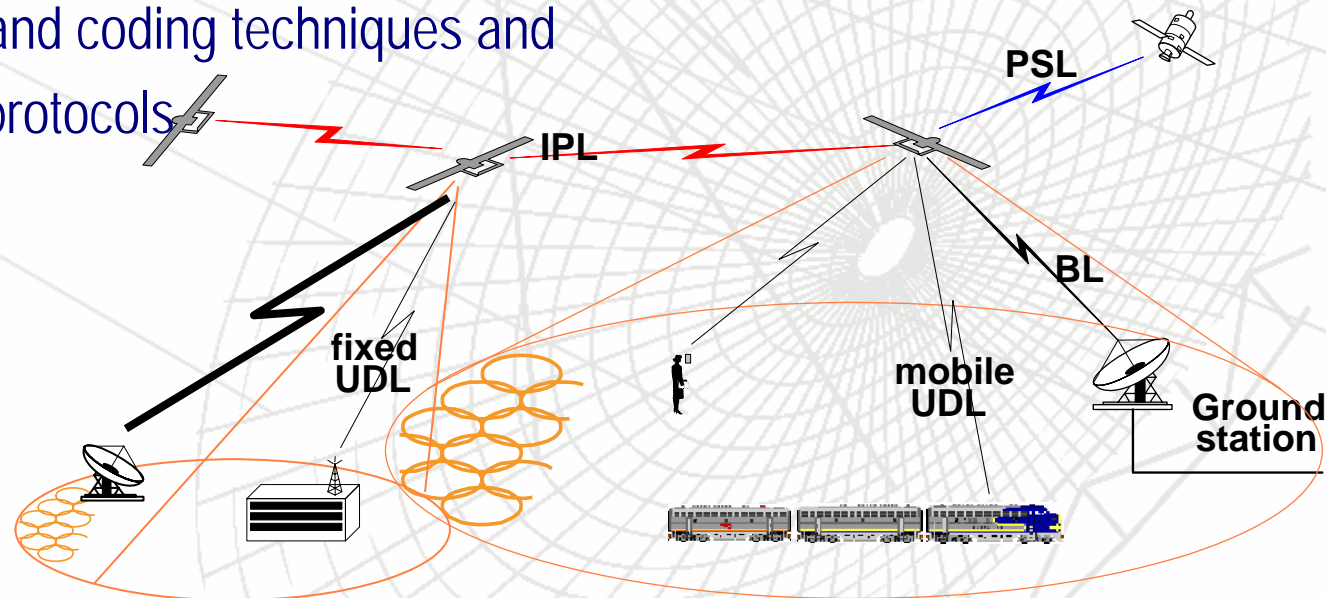 and coding techniques and
protocols
PSL
IPL
BL
fixed
UDL
mobile
UDL
Ground
station